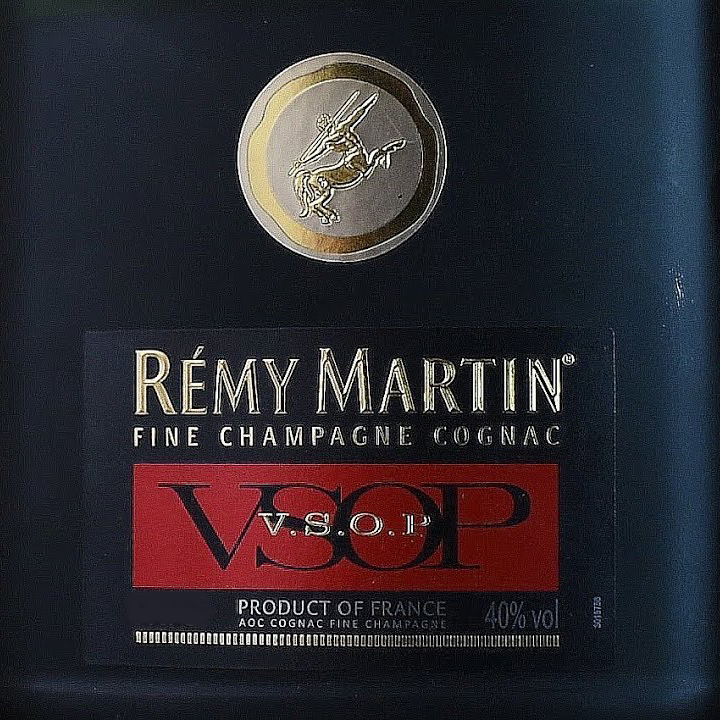 RÉMY MARTIN®
FINE CHAMPAGNE COGNAC
VSOP
V.S.O.P
PRODUCT OF FRANCE
AOC COGNAC FINE CHAMPAGNE
40% vol